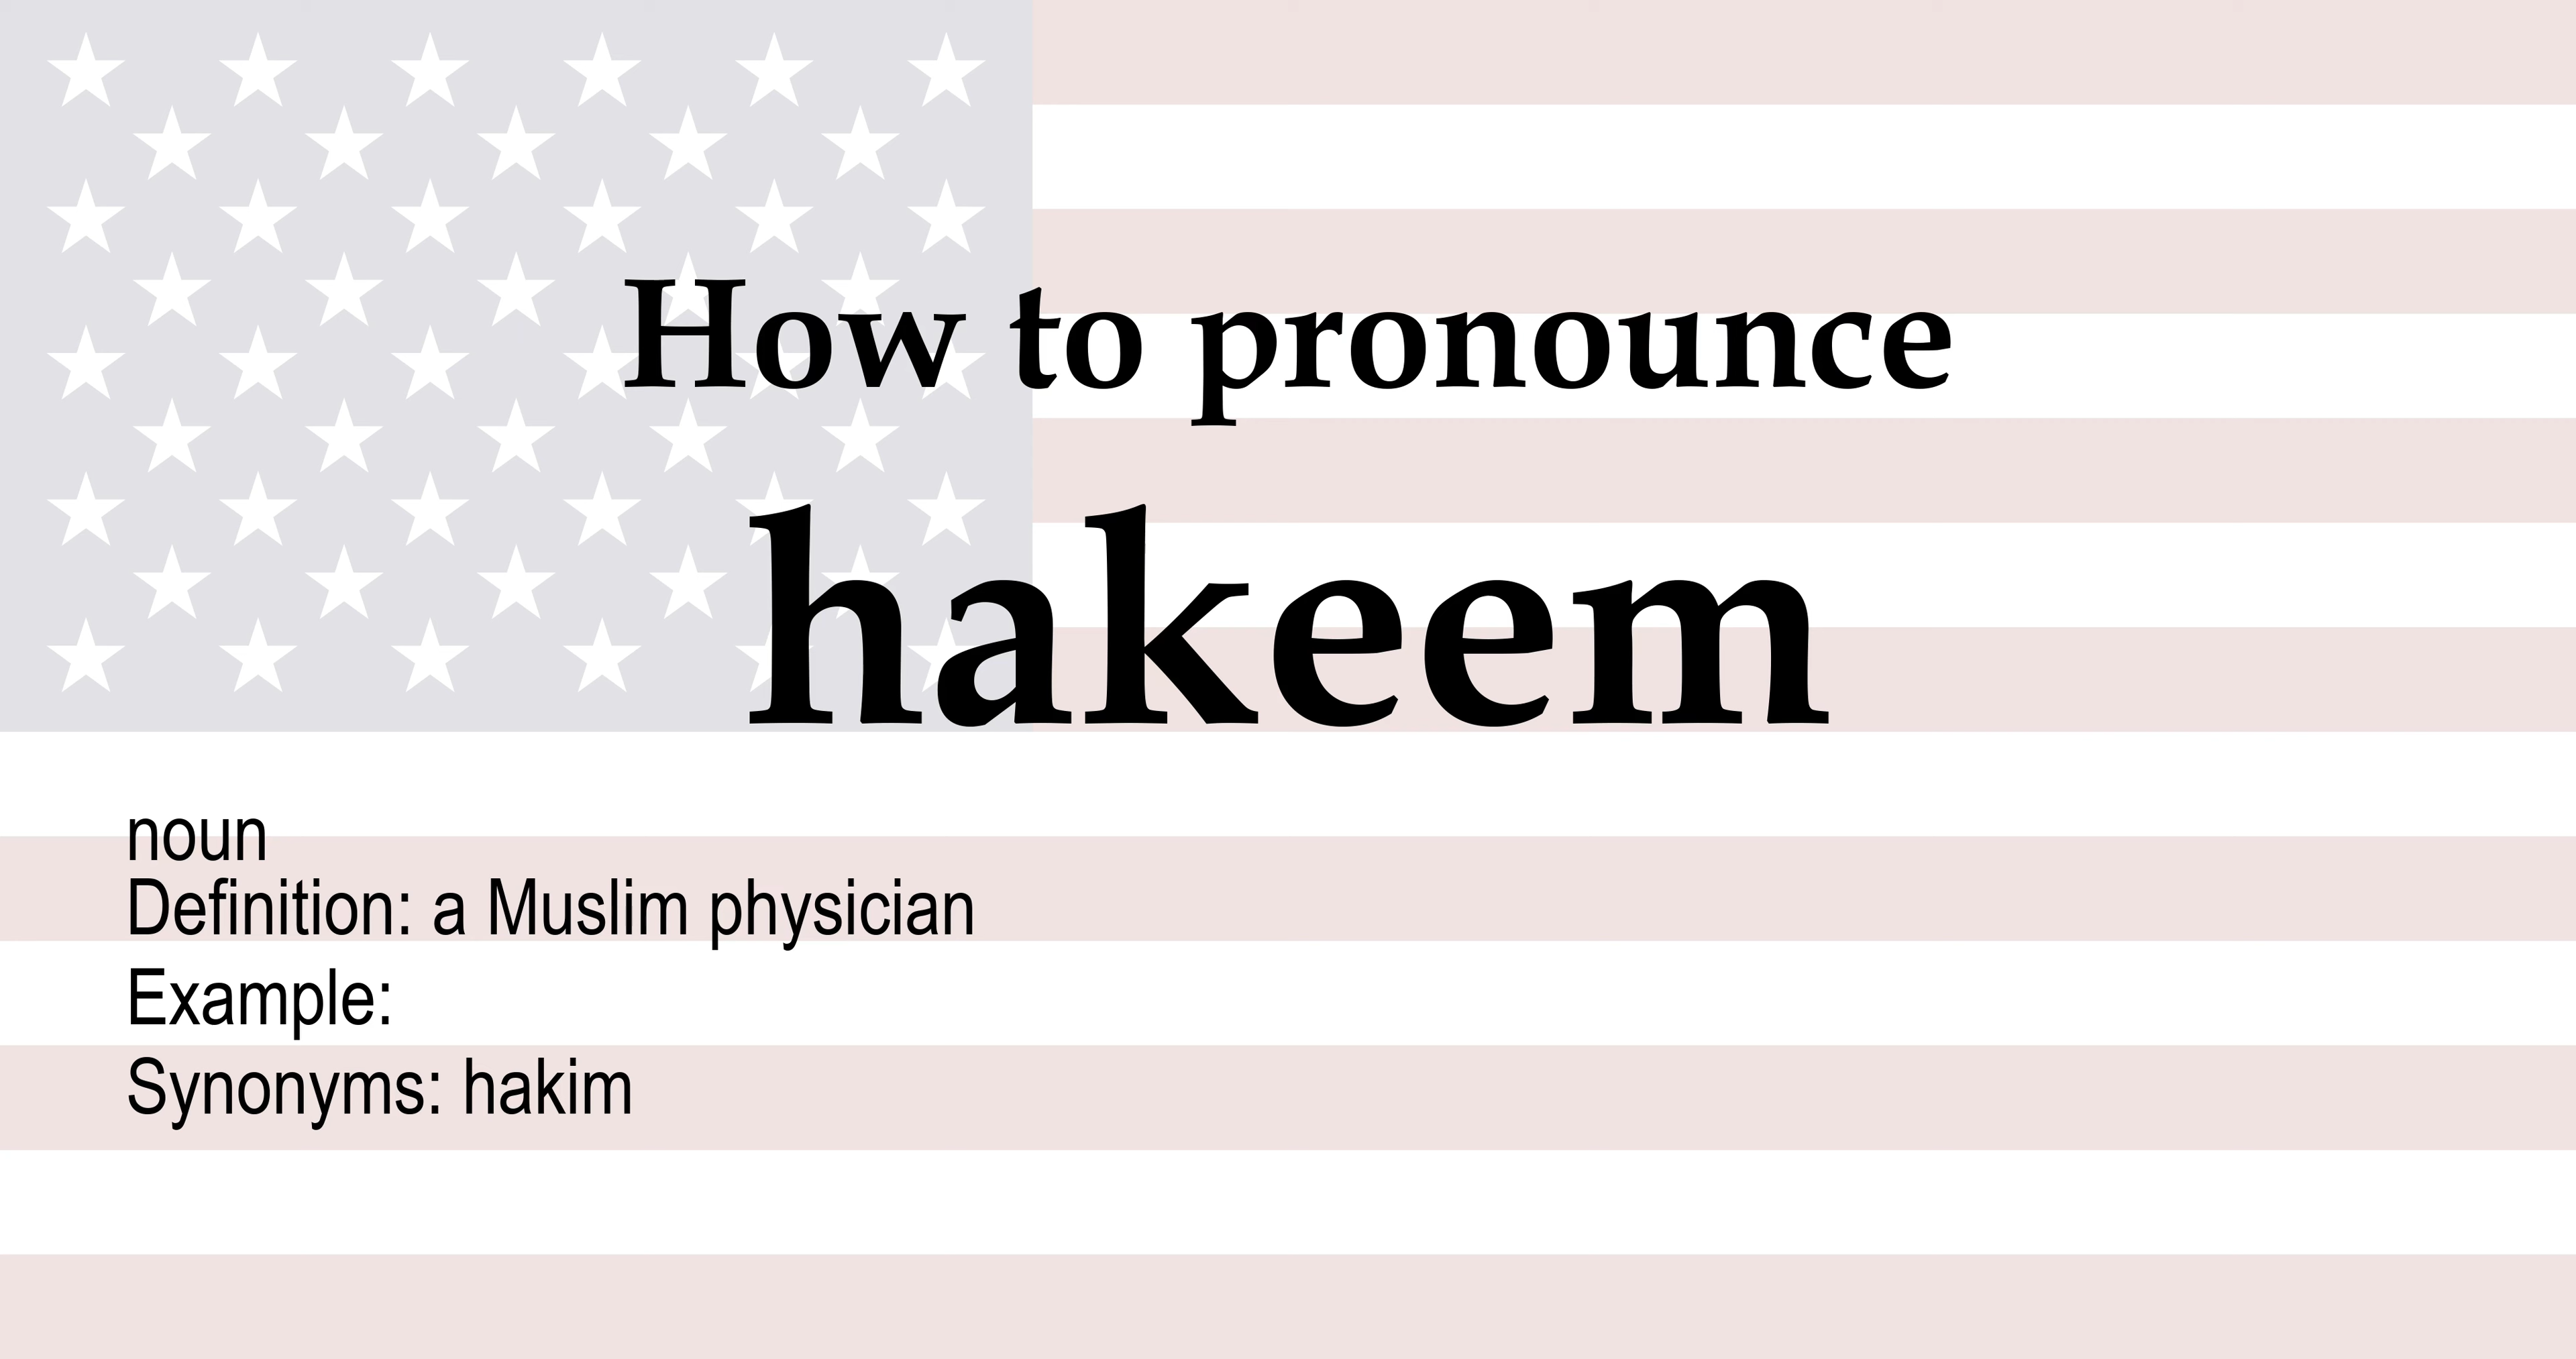 How to pronounce
hakeem
noun
Definition: a Muslim physician
Example:
Synonyms: hakim